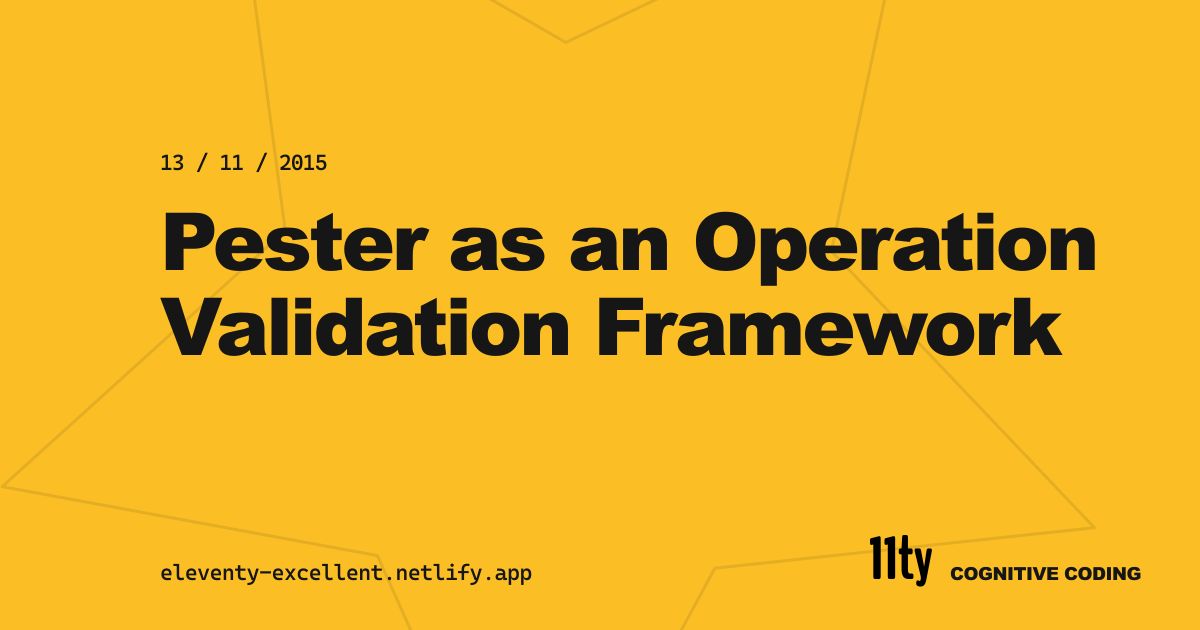 13 / 11 / 2015
Pester as an Operation
Validation Framework
eleventy-excellent.netlify.app
11ty
COGNITIVE CODING